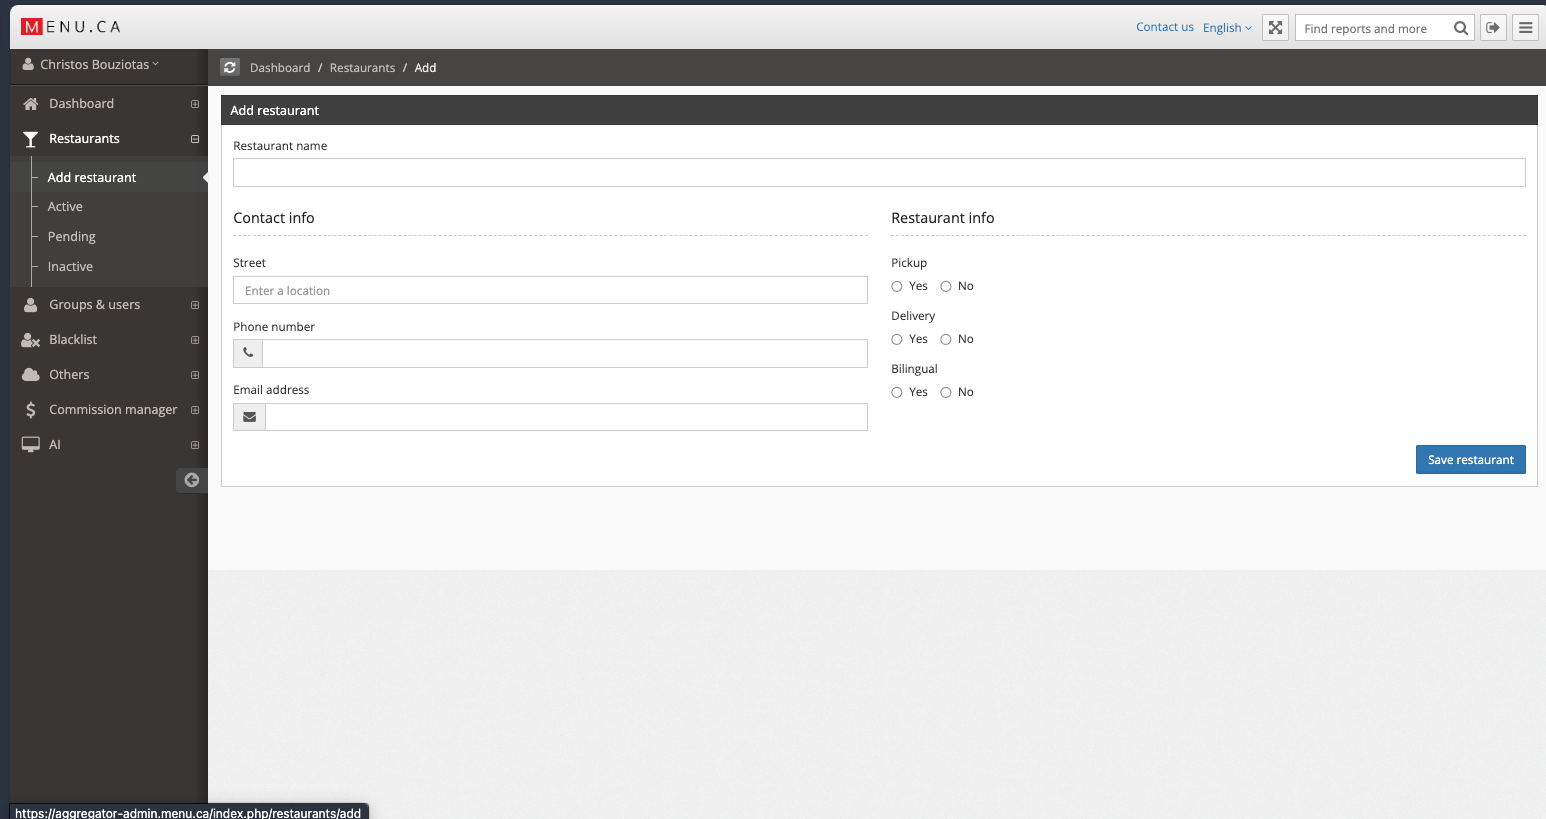 MENU.CA
Contact us
English
Find reports and more
Christos Bouziotas
Dashboard / Restaurants / Add
Dashboard
Restaurants
Add restaurant
Active
Pending
Inactive
Groups & users
Blacklist
Others
Commission manager
AI
Add restaurant
Restaurant name
Contact info
Street
Enter a location
Phone number
Email address
Restaurant info
Pickup
Yes No
Delivery
Yes No
Bilingual
Yes No
Save restaurant
https://aggregator-admin.menu.ca/index.php/restaurants/add